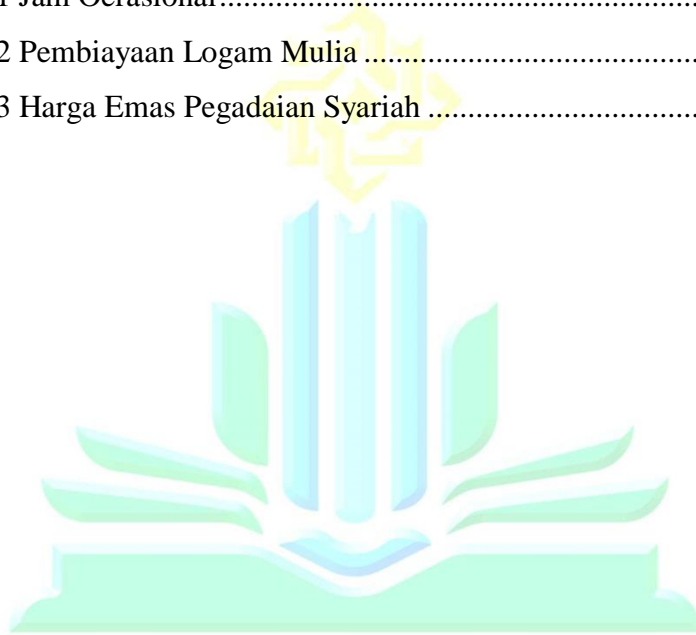 1 Jam Oerasional............................................................
2 Pembiayaan Logam Mulia ..........................................
3 Harga Emas Pegadaian Syariah ..................................